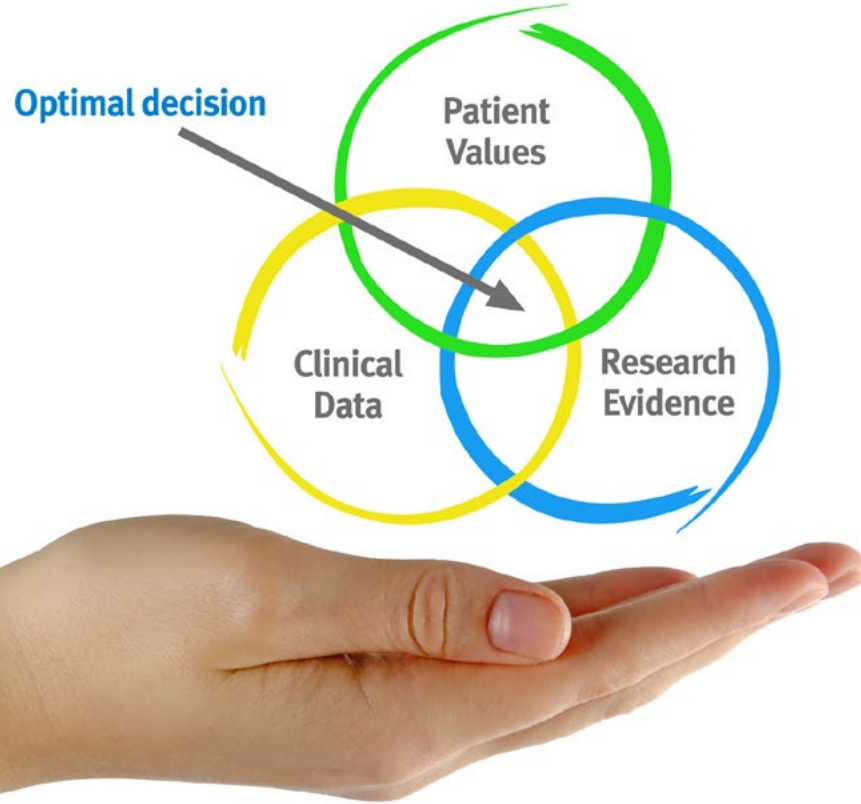 Optimal decision
Patient
Values
Clinical
Data
Research
Evidence